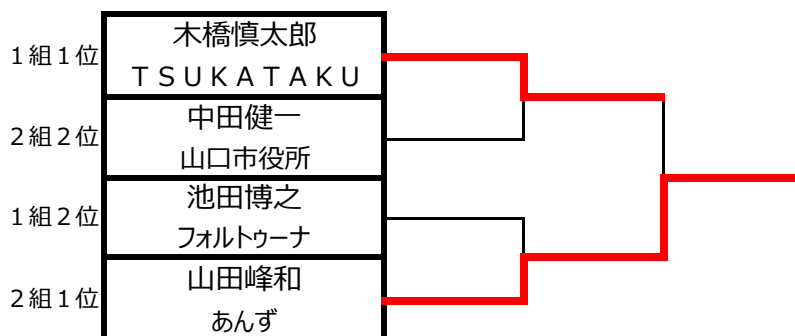 1組1位
木橋慎太郎
ＴＳＵＫＡＴＡＫＵ
2組2位
中田健一
山口市役所
1組2位
池田博之
フォルトゥーナ
2組1位
山田峰和
あんず